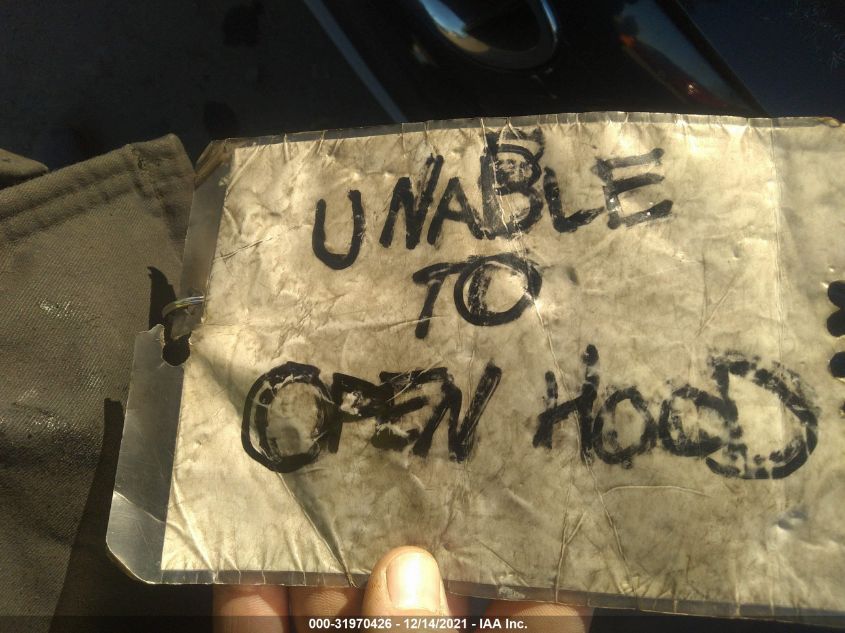 UNABLE
TO
OPEN HOOD
000-31970426 - 12/14/2021 - IAA Inc.